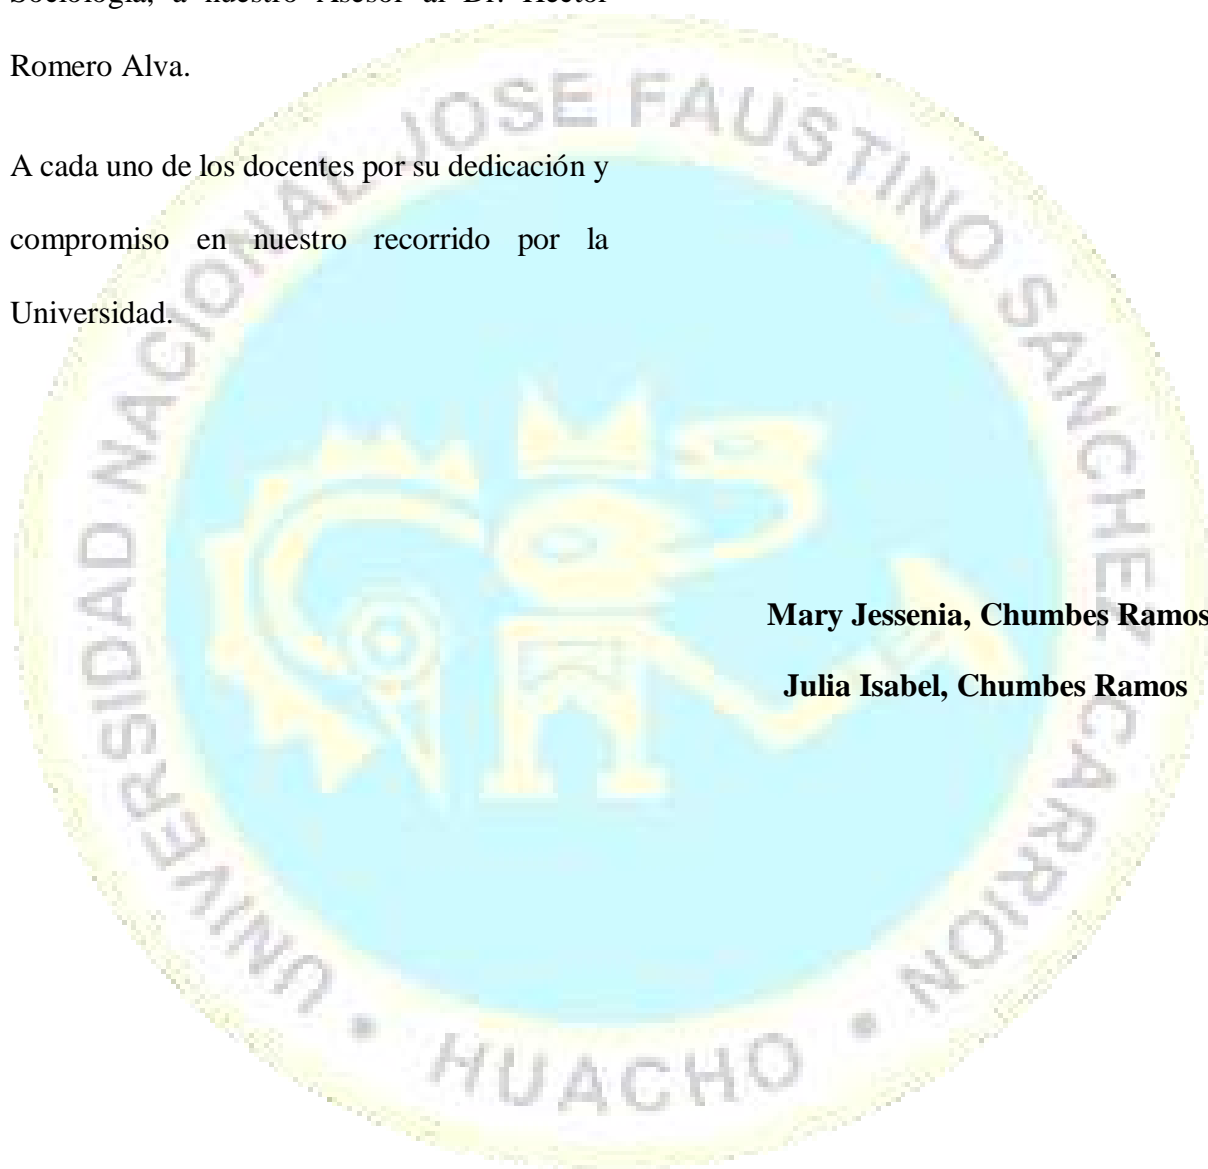 Sociología, a nuestro Asesor al Dr. Héctor
Romero Alva.
A cada uno de los docentes por su dedicación y
compromiso en nuestro recorrido por la
Universidad.
Mary Jessenia, Chumbes Ramos
Julia Isabel, Chumbes Ramos
UNIVERSIDAD NACIONAL JOSE FAUSTINO SANCHEZ CARRION
• HUACHO •